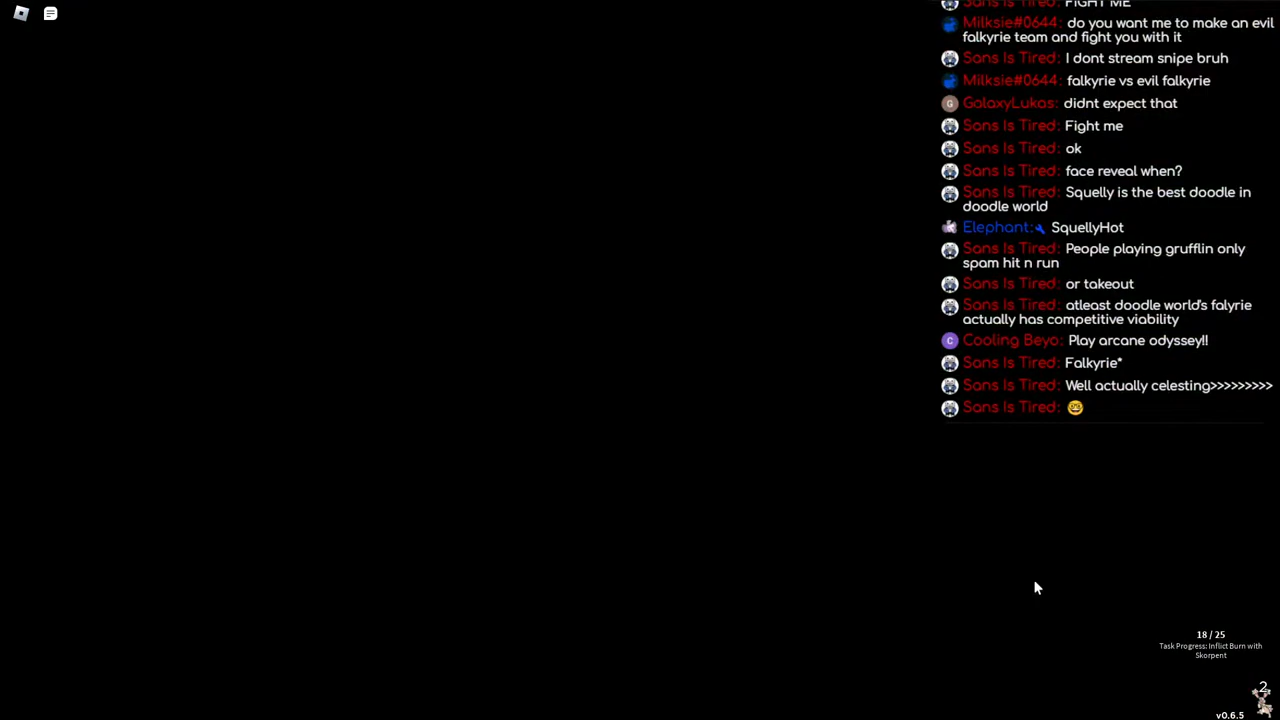 Sans Is Tired: FIGHT ME
Milksie#0644: do you want me to make an evil
falkyrie team and fight you with it
Sans Is Tired: I dont stream snipe bruh
Milksie#0644: falkyrie vs evil falkyrie
G GalaxyLukas: didnt expect that
Sans Is Tired: Fight me
Sans Is Tired: ok
Sans Is Tired: face reveal when?
Sans Is Tired: Squelly is the best doodle in
doodle world
Elephant: SquellyHot
Sans Is Tired: People playing grufflin only
spam hit n run
Sans Is Tired: or takeout
Sans Is Tired: atleast doodle world's falyrie
actually has competitive viability
C Cooling Beyo: Play arcane odyssey!!
Sans Is Tired: Falkyrie*
Sans Is Tired: Well actually celesting>>>>>>>>>
Sans Is Tired: 🤓
18 / 25
Task Progress: Inflict Burn with
Skorpent
2
v0.6.5